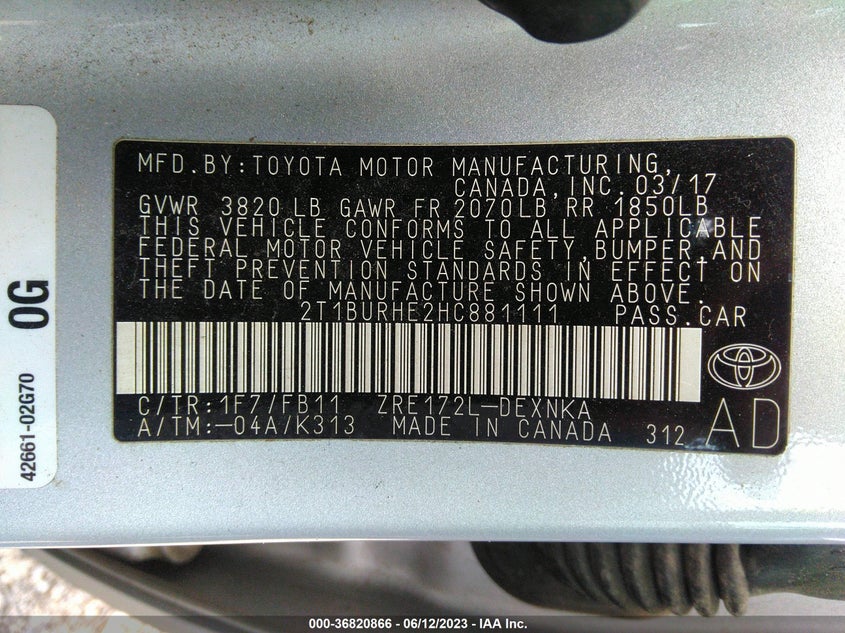 MFD.BY:TOYOTA MOTOR MANUFACTURING,
CANADA,INC.03/17
GVWR 3820 LB GAWR FR 2070LB RR 1850LB
THIS VEHICLE CONFORMS TO ALL APPLICABLE
FEDERAL MOTOR VEHICLE SAFETY,BUMPER,AND
THEFT PREVENTION STANDARDS IN EFFECT ON
THE DATE OF MANUFACTURE SHOWN ABOVE.
2T1BURHE2HC881111 PASS.CAR
C/TR:1F7/FB11 ZRE172L-DEXNKA
A/TM:-04A/K313 MADE IN CANADA 312
AD
0G
42661-02G70
000-36820866 - 06/12/2023 - IAA Inc.